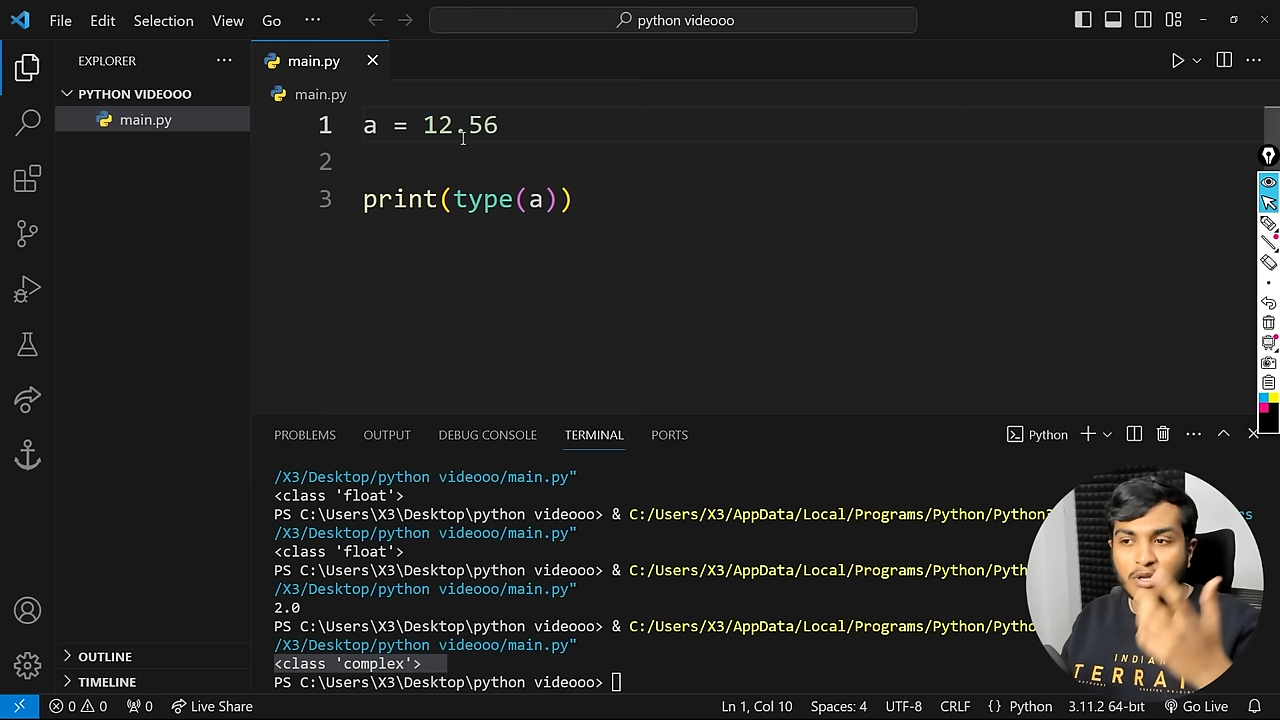 File Edit Selection View Go ··· python videooo
EXPLORER ···
main.py
PYTHON VIDEOOO
main.py
main.py
1 a = 12.56
2
3 print(type(a))
PROBLEMS OUTPUT DEBUG CONSOLE TERMINAL PORTS Python
/X3/Desktop/python videooo/main.py"
<class 'float'>
PS C:\Users\X3\Desktop\python videooo> & C:/Users/X3/AppData/Local/Programs/Python/Python
/X3/Desktop/python videooo/main.py"
<class 'float'>
PS C:\Users\X3\Desktop\python videooo> & C:/Users/X3/AppData/Local/Programs/Python/Pyth
/X3/Desktop/python videooo/main.py"
2.0
PS C:\Users\X3\Desktop\python videooo> & C:/Users/X3/AppData/Local/Programs/Python/Pytho
/X3/Desktop/python videooo/main.py"
<class 'complex'>
PS C:\Users\X3\Desktop\python videooo>
OUTLINE
TIMELINE
INDIAN
TERRA
0 0 0 Live Share Ln 1, Col 10 Spaces: 4 UTF-8 CRLF {} Python 3.11.2 64-bit Go Live